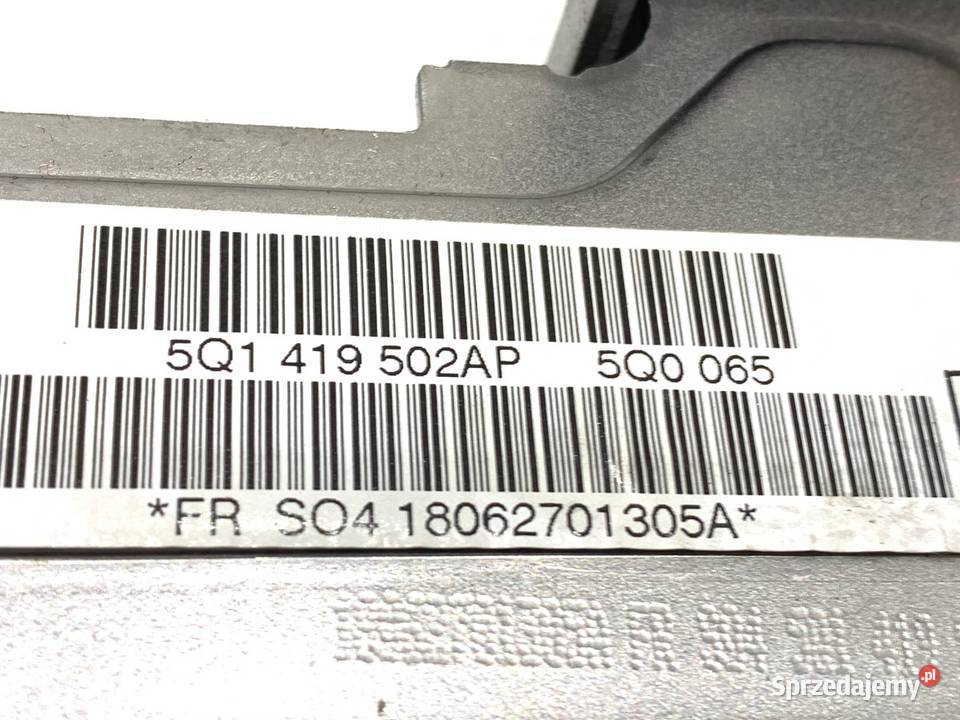 5Q1 419 502AP 5Q0 065
*FR SO4 18062701305A*
Sprzedajemy.pl